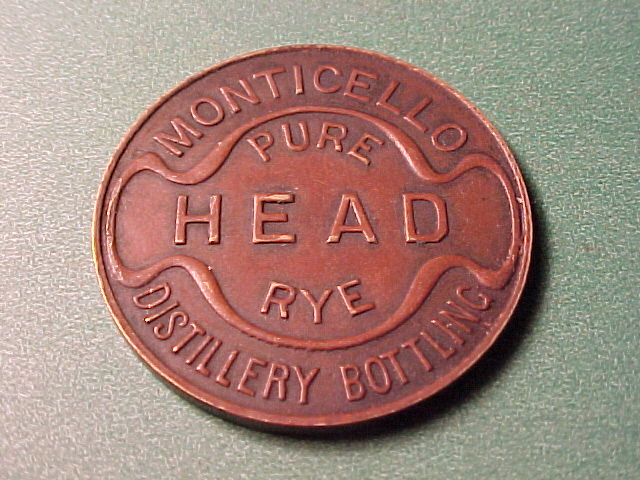 MONTICELLO
PURE
HEAD
RYE
DISTILLERY BOTTLING